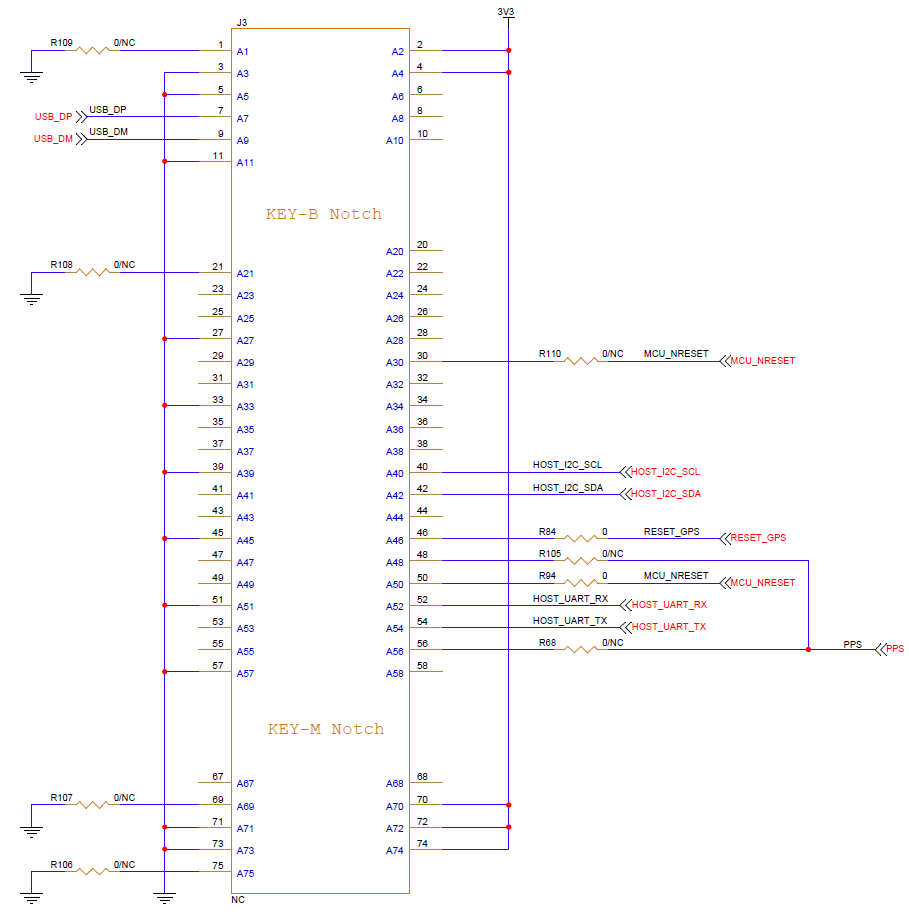 3V3
J3
R109 0/NC 1 A1 A2 2
3 A3 A4 4
5 A5 A6 6
USB_DP USB_DP 7 A7 A8 8
USB_DM USB_DM 9 A9 A10 10
11 A11
KEY-B Notch
A20 20
R108 0/NC 21 A21 A22 22
23 A23 A24 24
25 A25 A26 26
27 A27 A28 28
29 A29 A30 30 R110 0/NC MCU_NRESET MCU_NRESET
31 A31 A32 32
33 A33 A34 34
35 A35 A36 36
37 A37 A38 38
39 A39 A40 40 HOST_I2C_SCL HOST_I2C_SCL
41 A41 A42 42 HOST_I2C_SDA HOST_I2C_SDA
43 A43 A44 44
45 A45 A46 46 R84 0 RESET_GPS RESET_GPS
47 A47 A48 48 R105 0/NC
49 A49 A50 50 R94 0 MCU_NRESET MCU_NRESET
51 A51 A52 52 HOST_UART_RX HOST_UART_RX
53 A53 A54 54 HOST_UART_TX HOST_UART_TX
55 A55 A56 56 R68 0/NC PPS PPS
57 A57 A58 58
KEY-M Notch
67 A67 A68 68
R107 0/NC 69 A69 A70 70
71 A71 A72 72
73 A73 A74 74
R106 0/NC 75 A75
NC